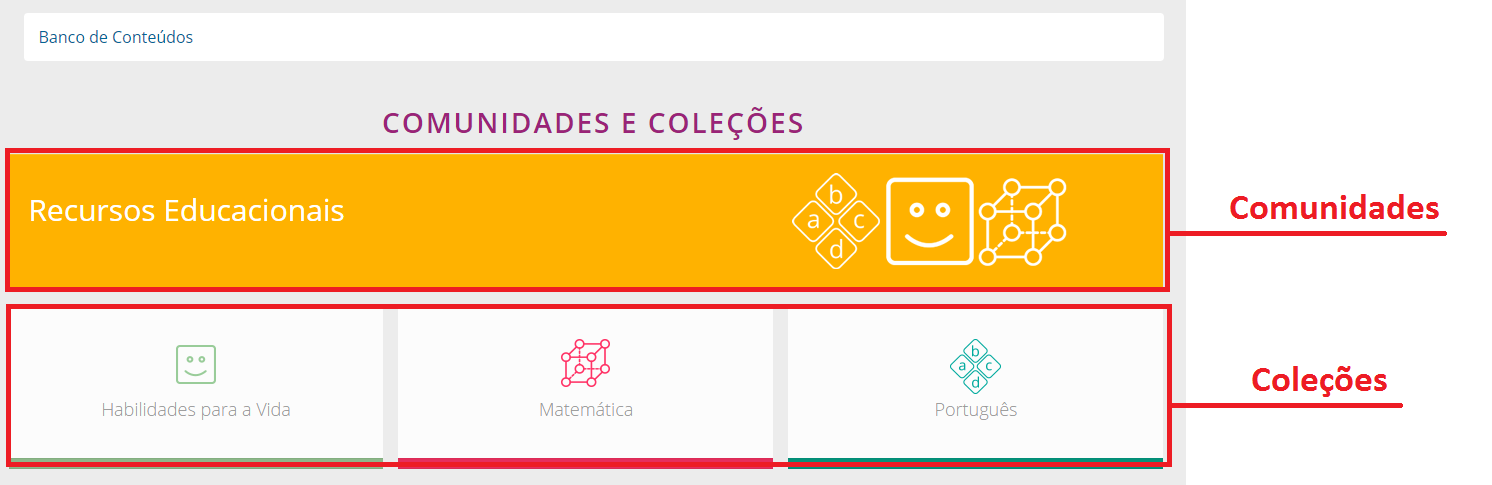 Banco de Conteúdos
COMUNIDADES E COLEÇÕES
Recursos Educacionais
b
a c
d
Comunidades
b
a c
d
Habilidades para a Vida
Matemática
Português
Coleções